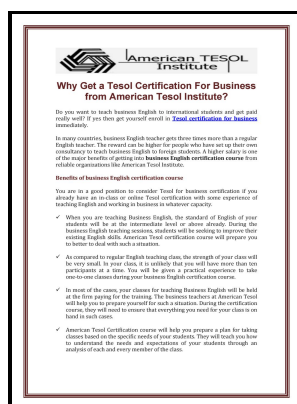 American TESOL
Institute
Why Get a Tesol Certification For Business
from American Tesol Institute?
Do you want to teach business English to international students and get paid
really well? If yes then get yourself enroll in Tesol certification for business
immediately.
In many countries, business English teacher gets three times more than a regular
English teacher. The reward can be higher for people who have set up their own
consultancy to teach business English to foreign students. A higher salary is one
of the major benefits of getting into business English certification course from
reliable organizations like American Tesol Institute.
Benefits of business English certification course
You are in a good position to consider Tesol for business certification if you
already have an in-class or online Tesol certification with some experience of
teaching English and working in business in whatever capacity.
✓ When you are teaching Business English, the standard of English of your
students will be at the intermediate level or above already. During the
business English teaching sessions, students will be seeking to improve their
existing English skills. American Tesol certification course will prepare you
to better to deal with such a situation.
✓ As compared to regular English teaching class, the strength of your class will
be very small. In your class, it is unlikely that you will have more than ten
participants at a time. You will be given a practical experience to take
one-to-one classes during your business English certification course.
✓ In most of the cases, your classes for teaching Business English will be held
at the firm paying for the training. The business teachers at American Tesol
will help you to prepare yourself for such a situation. During the certification
course, they will need to ensure that everything you need for your class is on
hand in such cases.
✓ American Tesol Certification course will help you prepare a plan for taking
classes based on the specific needs of your students. They will teach you how
to understand the needs and expectations of your students through an
analysis of each and every member of the class.